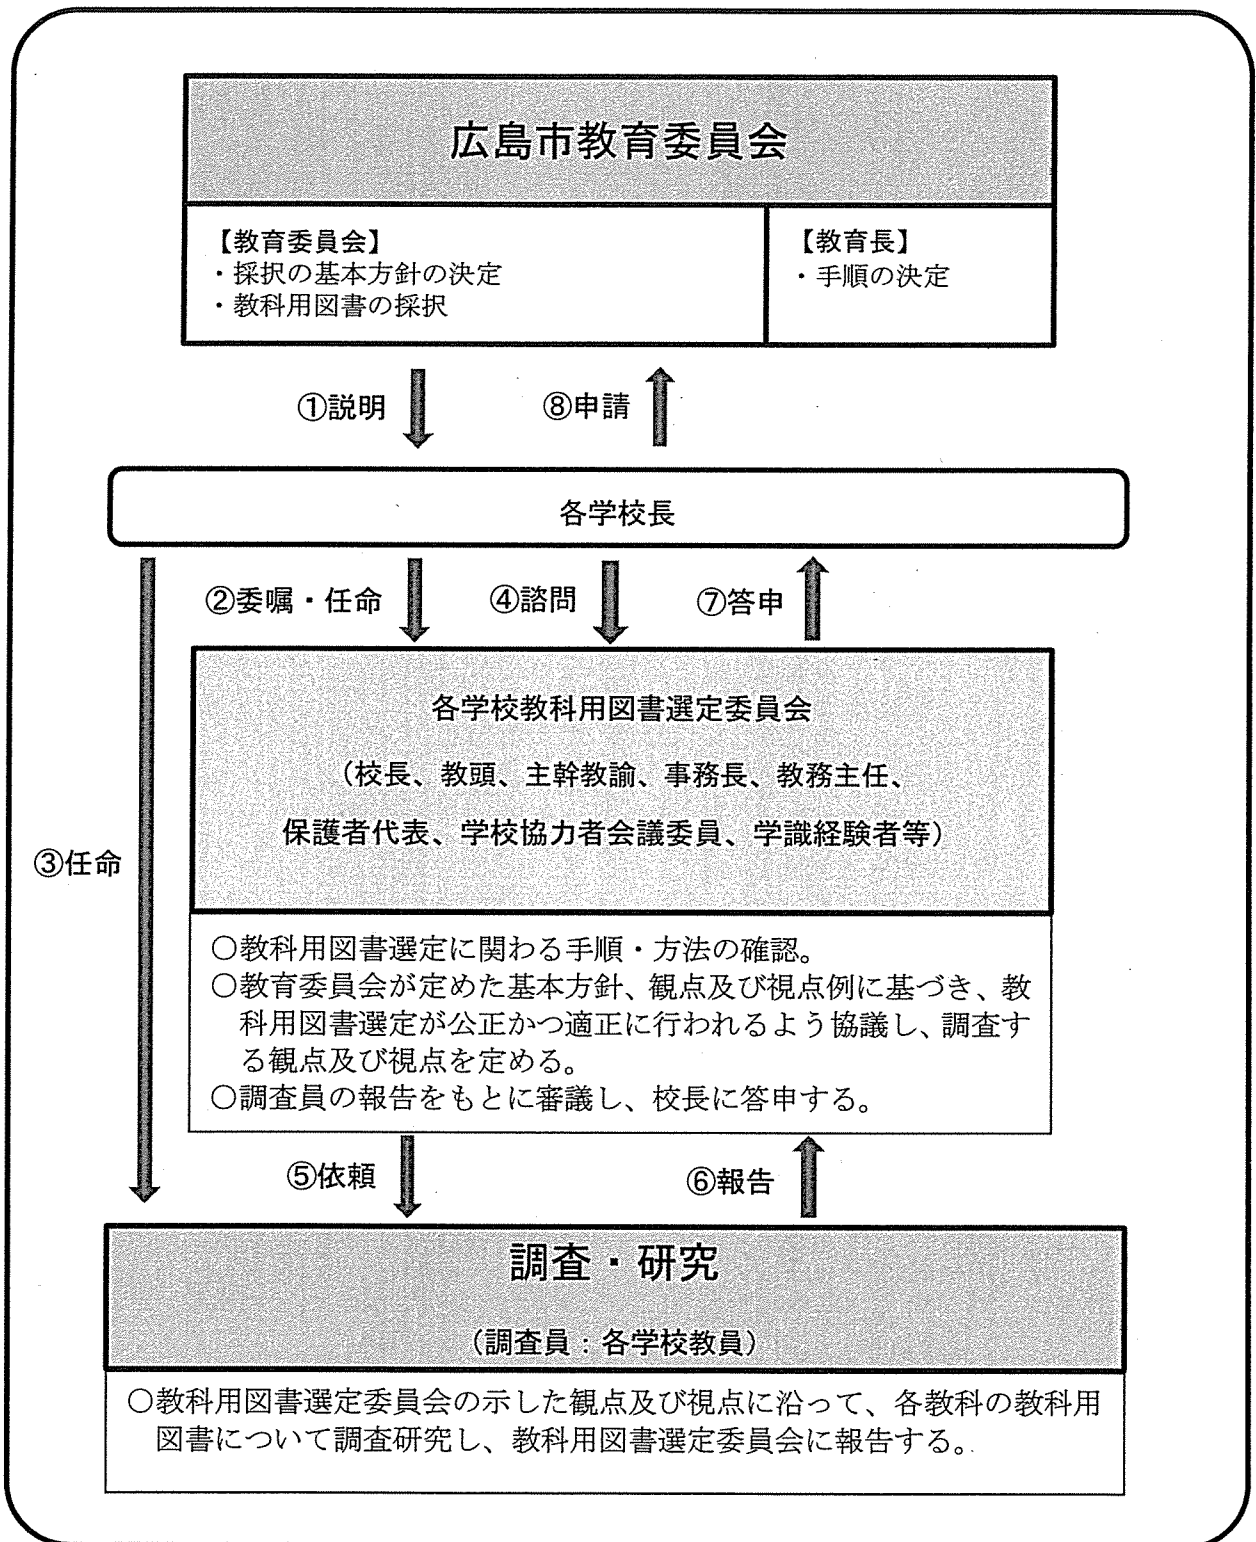 広島市教育委員会
【教育委員会】
・採択の基本方針の決定
・教科用図書の採択
【教育長】
・手順の決定
①説明
⑧申請
各学校長
②委嘱・任命
④諮問
⑦答申
各学校教科用図書選定委員会
（校長、教頭、主幹教諭、事務長、教務主任、
保護者代表、学校協力者会議委員、学識経験者等）
③任命
○教科用図書選定に関わる手順・方法の確認。
○教育委員会が定めた基本方針、観点及び視点例に基づき、教
科用図書選定が公正かつ適正に行われるよう協議し、調査す
る観点及び視点を定める。
○調査員の報告をもとに審議し、校長に答申する。
⑤依頼
⑥報告
調査・研究
（調査員：各学校教員）
○教科用図書選定委員会の示した観点及び視点に沿って、各教科の教科用
図書について調査研究し、教科用図書選定委員会に報告する。